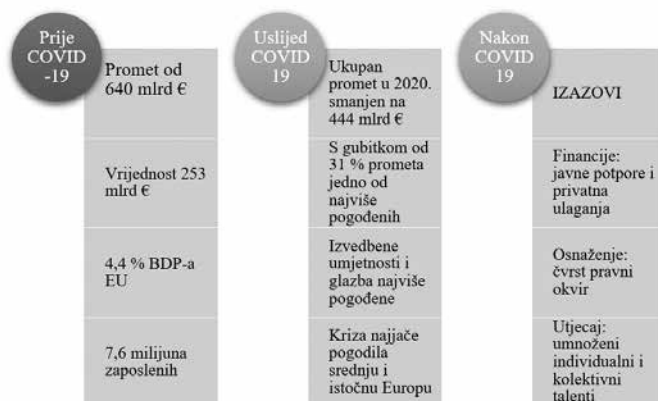 Prije
COVID
-19
Promet od
640 mlrd €
Vrijednost 253
mlrd €
4,4 % BDP-a
EU
7,6 milijuna
zaposlenih
Uslijed
COVID
19
Ukupan
promet u 2020.
smanjen na
444 mlrd €
S gubitkom od
31 % prometa
jedno od
najviše
pogođenih
Izvedbene
umjetnosti i
glazba najviše
pogođene
Kriza najjače
pogodila
srednju i
istočnu Europu
Nakon
COVID
19
IZAZOVI
Financije:
javne potpore i
privatna
ulaganja
Osnaženje:
čvrst pravni
okvir
Utjecaj:
umnoženi
individualni i
kolektivni
talenti